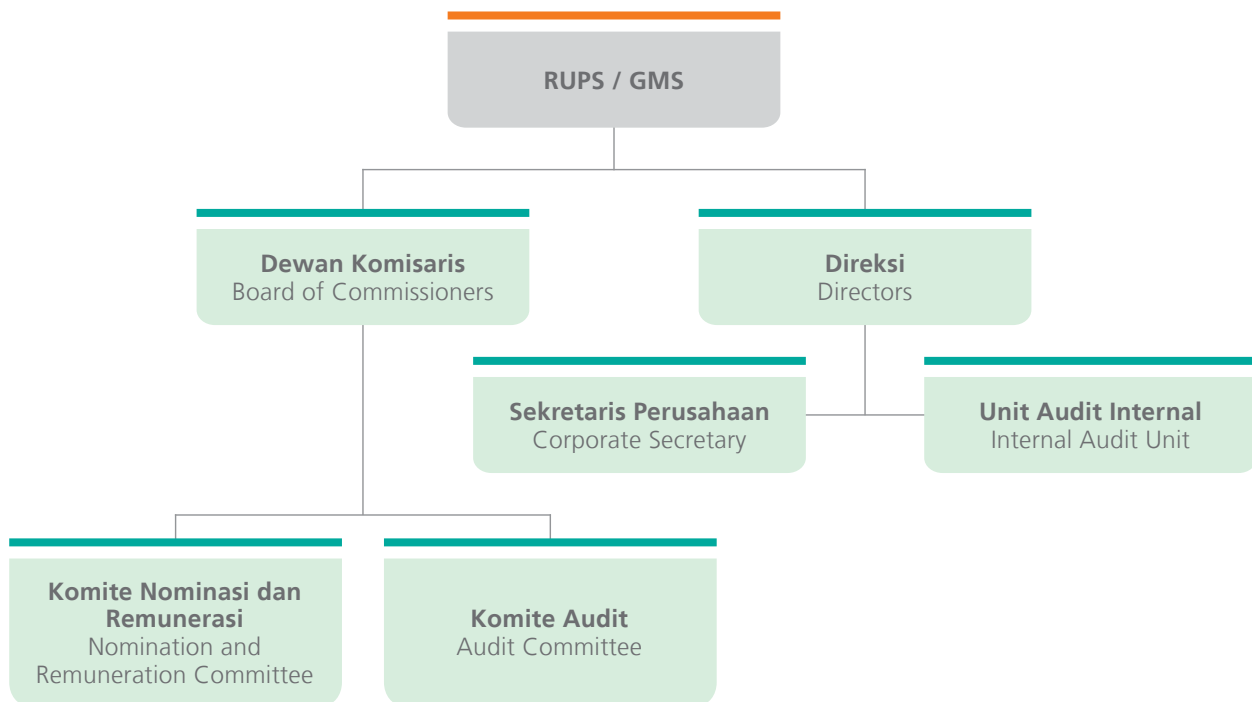 RUPS / GMS
Dewan Komisaris
Board of Commissioners
Direksi
Directors
Sekretaris Perusahaan
Corporate Secretary
Unit Audit Internal
Internal Audit Unit
Komite Nominasi dan
Remunerasi
Nomination and
Remuneration Committee
Komite Audit
Audit Committee